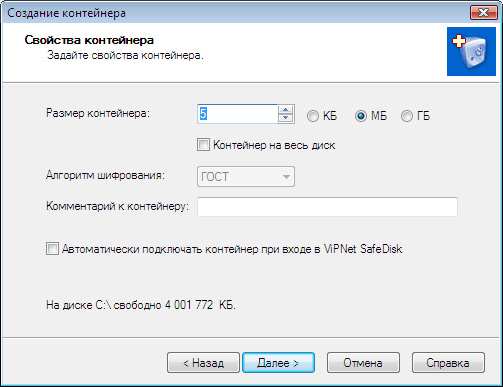 Создание контейнера
Свойства контейнера
Задайте свойства контейнера.
Размер контейнера: 5 КБ МБ ГБ
Контейнер на весь диск
Алгоритм шифрования: ГОСТ
Комментарий к контейнеру:
Автоматически подключать контейнер при входе в ViPNet SafeDisk
На диске C:\ свободно 4 001 772 КБ.
< Назад Далее > Отмена Справка